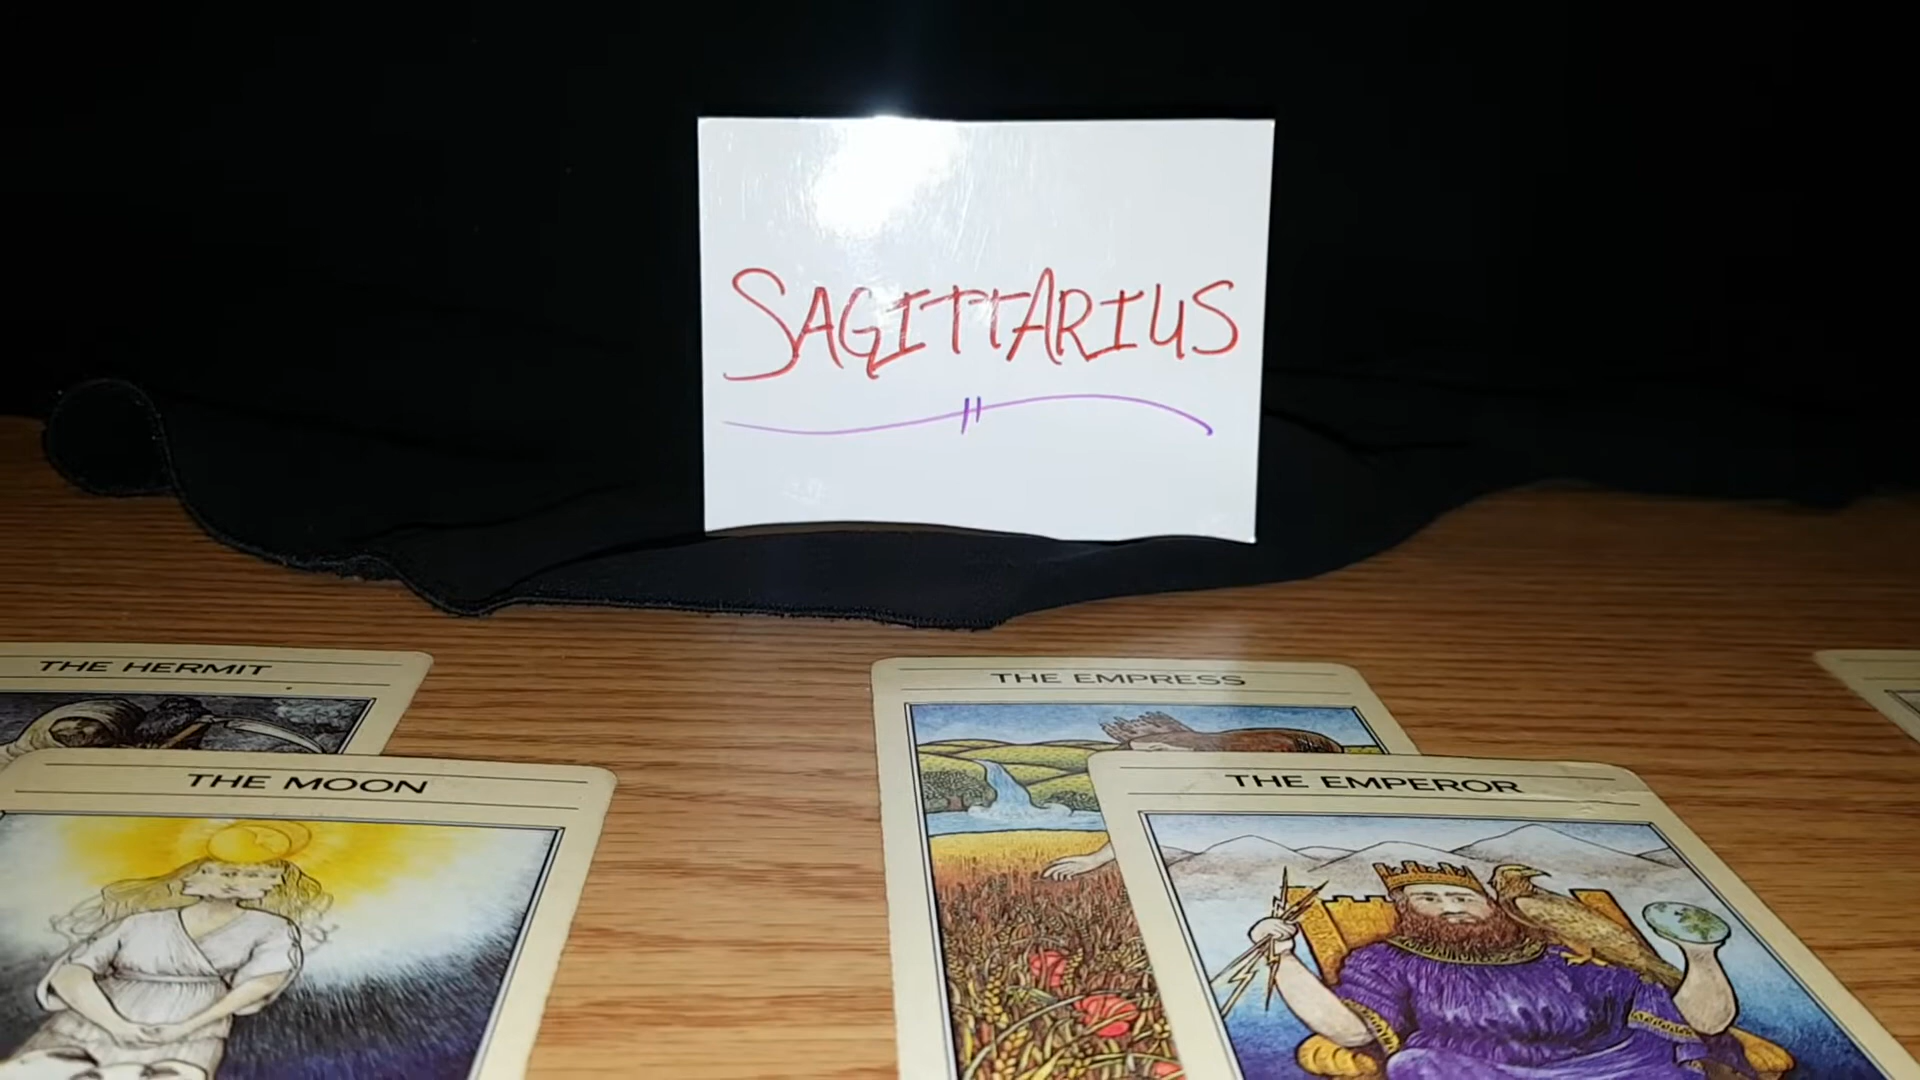 SAGITTARIUS
THE HERMIT
THE EMPRESS
THE MOON
THE EMPEROR